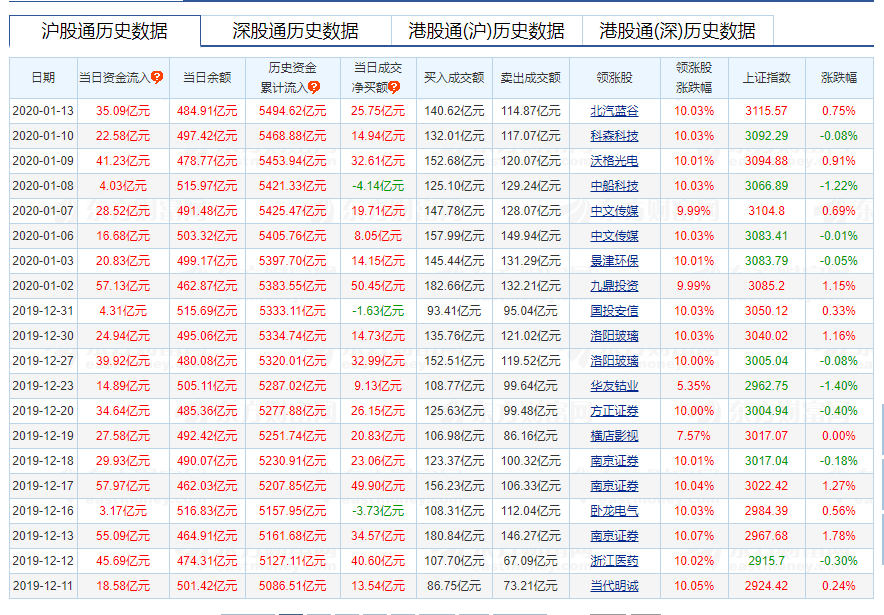 沪股通历史数据 深股通历史数据 港股通(沪)历史数据 港股通(深)历史数据
日期 当日资金流入? 当日余额 历史资金累计流入? 当日成交净买额? 买入成交额 卖出成交额 领涨股 领涨股涨跌幅 上证指数 涨跌幅
2020-01-13 35.09亿元 484.91亿元 5494.62亿元 25.75亿元 140.62亿元 114.87亿元 北汽蓝谷 10.03% 3115.57 0.75%
2020-01-10 22.58亿元 497.42亿元 5468.88亿元 14.94亿元 132.01亿元 117.07亿元 科森科技 10.03% 3092.29 -0.08%
2020-01-09 41.23亿元 478.77亿元 5453.94亿元 32.61亿元 152.68亿元 120.07亿元 沃格光电 10.01% 3094.88 0.91%
2020-01-08 4.03亿元 515.97亿元 5421.33亿元 -4.14亿元 125.10亿元 129.24亿元 中船科技 10.03% 3066.89 -1.22%
2020-01-07 28.52亿元 491.48亿元 5425.47亿元 19.71亿元 147.78亿元 128.07亿元 中文传媒 9.99% 3104.8 0.69%
2020-01-06 16.68亿元 503.32亿元 5405.76亿元 8.05亿元 157.99亿元 149.94亿元 中文传媒 10.03% 3083.41 -0.01%
2020-01-03 20.83亿元 499.17亿元 5397.70亿元 14.15亿元 145.44亿元 131.29亿元 景津环保 10.01% 3083.79 -0.05%
2020-01-02 57.13亿元 462.87亿元 5383.55亿元 50.45亿元 182.66亿元 132.21亿元 九鼎投资 9.99% 3085.2 1.15%
2019-12-31 4.31亿元 515.69亿元 5333.11亿元 -1.63亿元 93.41亿元 95.04亿元 国投安信 10.03% 3050.12 0.33%
2019-12-30 24.94亿元 495.06亿元 5334.74亿元 14.73亿元 135.76亿元 121.02亿元 洛阳玻璃 10.03% 3040.02 1.16%
2019-12-27 39.92亿元 480.08亿元 5320.01亿元 32.99亿元 152.51亿元 119.52亿元 洛阳玻璃 10.00% 3005.04 -0.08%
2019-12-23 14.89亿元 505.11亿元 5287.02亿元 9.13亿元 108.77亿元 99.64亿元 华友钴业 5.35% 2962.75 -1.40%
2019-12-20 34.64亿元 485.36亿元 5277.88亿元 26.15亿元 125.63亿元 99.48亿元 方正证券 10.00% 3004.94 -0.40%
2019-12-19 27.58亿元 492.42亿元 5251.74亿元 20.83亿元 106.98亿元 86.16亿元 横店影视 7.57% 3017.07 0.00%
2019-12-18 29.93亿元 490.07亿元 5230.91亿元 23.06亿元 123.37亿元 100.32亿元 南京证券 10.01% 3017.04 -0.18%
2019-12-17 57.97亿元 462.03亿元 5207.85亿元 49.90亿元 156.23亿元 106.33亿元 南京证券 10.04% 3022.42 1.27%
2019-12-16 3.17亿元 516.83亿元 5157.95亿元 -3.73亿元 108.31亿元 112.04亿元 卧龙电气 10.03% 2984.39 0.56%
2019-12-13 55.09亿元 464.91亿元 5161.68亿元 34.57亿元 180.84亿元 146.27亿元 南京证券 10.07% 2967.68 1.78%
2019-12-12 45.69亿元 474.31亿元 5127.11亿元 40.60亿元 107.70亿元 67.09亿元 浙江医药 10.02% 2915.7 -0.30%
2019-12-11 18.58亿元 501.42亿元 5086.51亿元 13.54亿元 86.75亿元 73.21亿元 当代明诚 10.05% 2924.42 0.24%